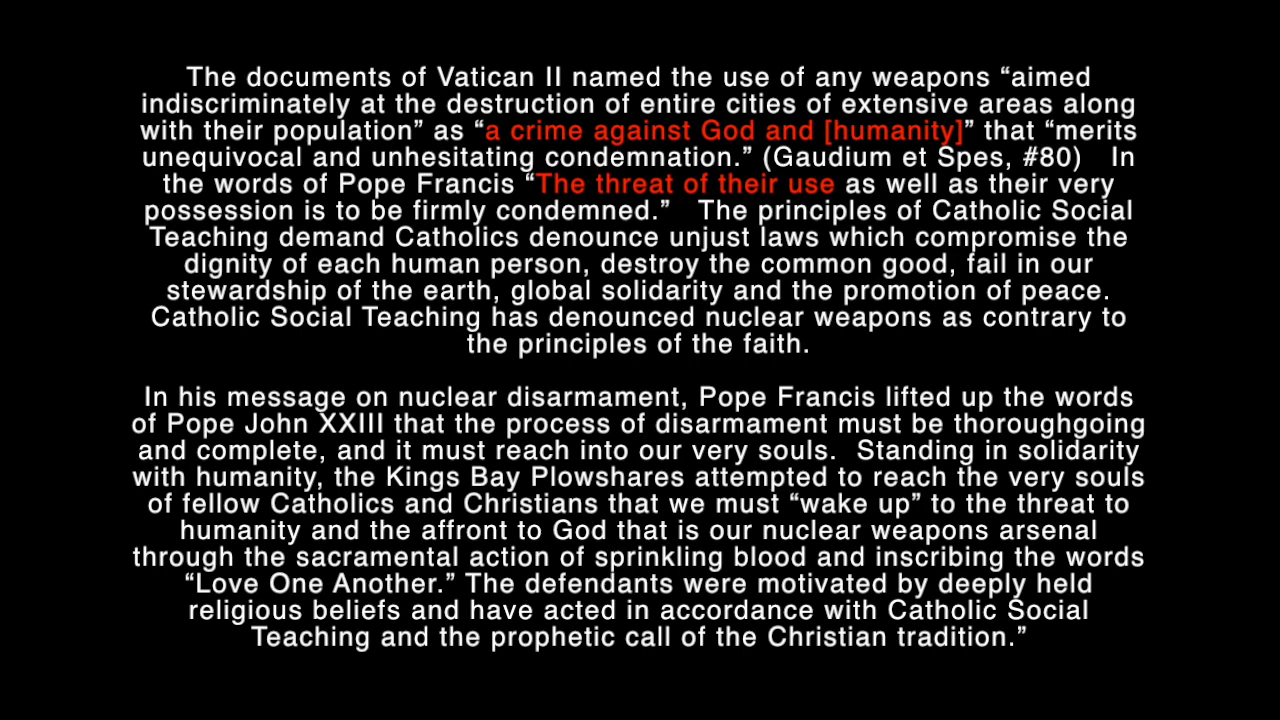 The documents of Vatican II named the use of any weapons “aimed
indiscriminately at the destruction of entire cities of extensive areas along
with their population” as “a crime against God and [humanity]” that “merits
unequivocal and unhesitating condemnation.” (Gaudium et Spes, #80) In
the words of Pope Francis “The threat of their use as well as their very
possession is to be firmly condemned.” The principles of Catholic Social
Teaching demand Catholics denounce unjust laws which compromise the
dignity of each human person, destroy the common good, fail in our
stewardship of the earth, global solidarity and the promotion of peace.
Catholic Social Teaching has denounced nuclear weapons as contrary to
the principles of the faith.
In his message on nuclear disarmament, Pope Francis lifted up the words
of Pope John XXIII that the process of disarmament must be thoroughgoing
and complete, and it must reach into our very souls. Standing in solidarity
with humanity, the Kings Bay Plowshares attempted to reach the very souls
of fellow Catholics and Christians that we must “wake up” to the threat to
humanity and the affront to God that is our nuclear weapons arsenal
through the sacramental action of sprinkling blood and inscribing the words
“Love One Another.” The defendants were motivated by deeply held
religious beliefs and have acted in accordance with Catholic Social
Teaching and the prophetic call of the Christian tradition.”